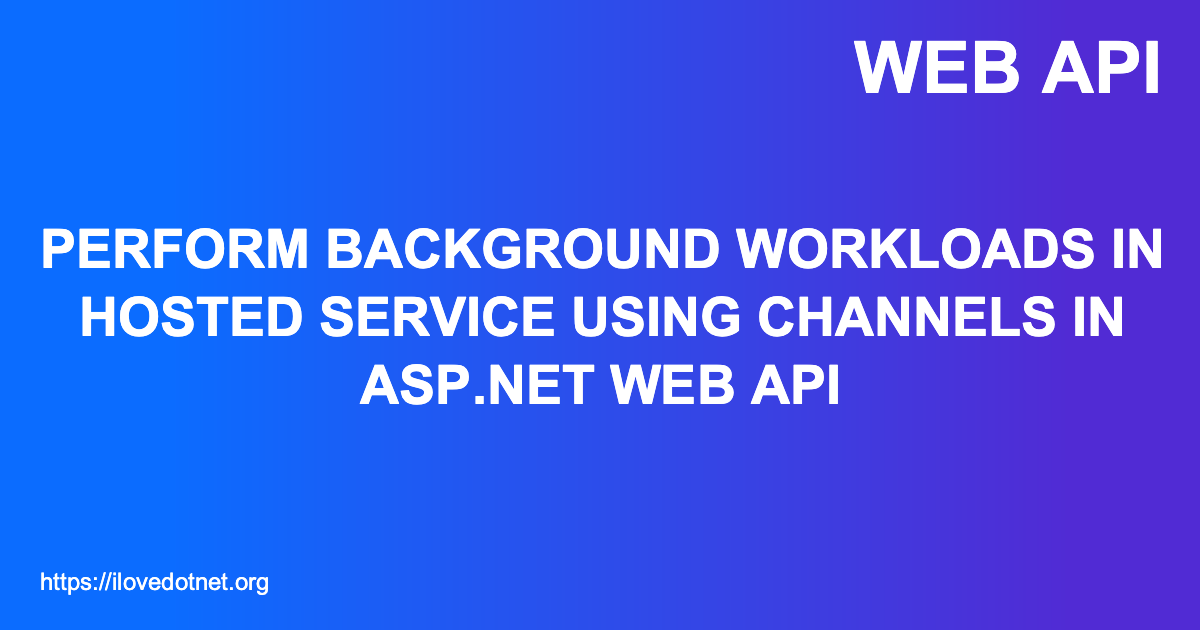 WEB API
PERFORM BACKGROUND WORKLOADS IN
HOSTED SERVICE USING CHANNELS IN
ASP.NET WEB API
https://ilovedotnet.org